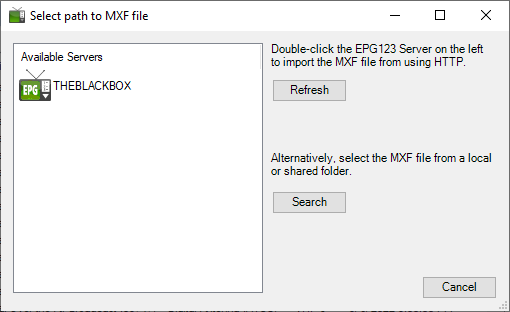 Select path to MXF file
Available Servers
EPG
THEBLACKBOX
Double-click the EPG123 Server on the left
to import the MXF file from using HTTP.
Refresh
Alternatively, select the MXF file from a local
or shared folder.
Search
Cancel